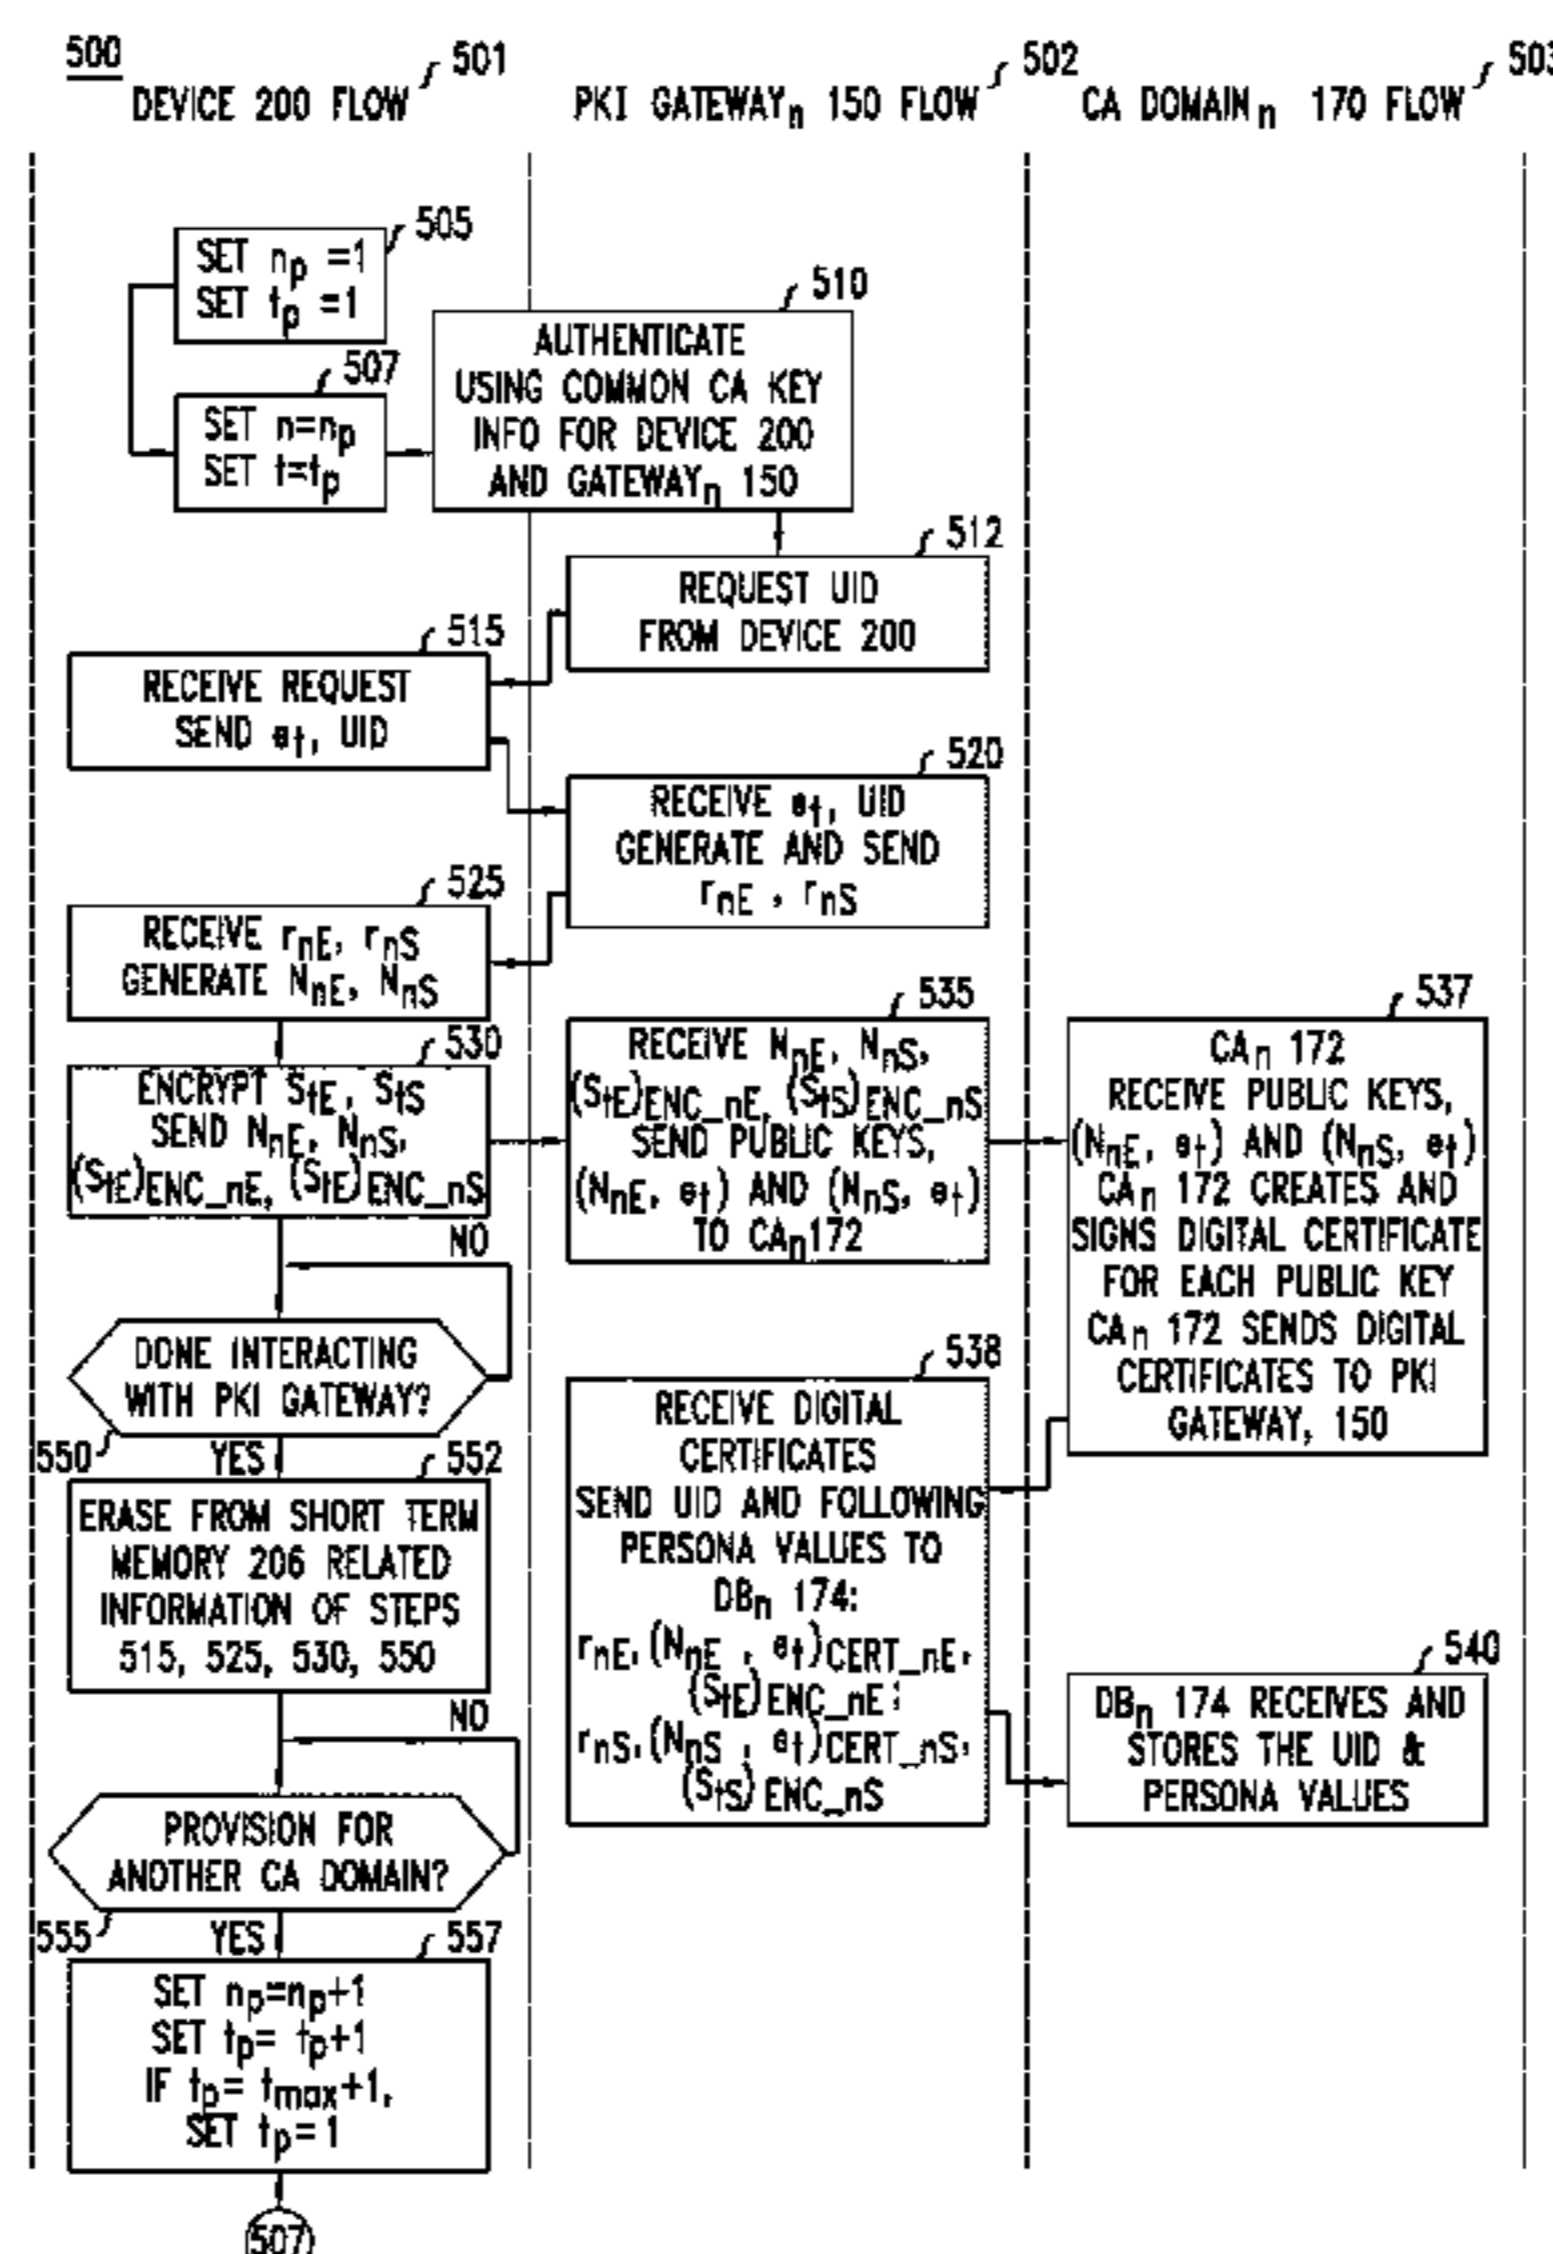 500
501
DEVICE 200 FLOW
502
PKI GATEWAYn 150 FLOW
503
CA DOMAINn 170 FLOW
505
SET np =1
SET tp =1
507
SET n=np
SET t=tp
510
AUTHENTICATE
USING COMMON CA KEY
INFO FOR DEVICE 200
AND GATEWAYn 150
512
REQUEST UID
FROM DEVICE 200
515
RECEIVE REQUEST
SEND et, UID
520
RECEIVE et, UID
GENERATE AND SEND
rnE , rnS
525
RECEIVE rnE, rnS
GENERATE NnE, NnS
530
ENCRYPT StE, StS
SEND NnE, NnS,
(StE)ENC_nE, (StE)ENC_nS
535
RECEIVE NnE, NnS,
(StE)ENC_nE, (StS)ENC_nS
SEND PUBLIC KEYS,
(NnE, et) AND (NnS, et)
TO CAn172
537
CAn 172
RECEIVE PUBLIC KEYS,
(NnE, et) AND (NnS, et)
CAn 172 CREATES AND
SIGNS DIGITAL CERTIFICATE
FOR EACH PUBLIC KEY
CAn 172 SENDS DIGITAL
CERTIFICATES TO PKI
GATEWAY, 150
NO
DONE INTERACTING
WITH PKI GATEWAY?
550
YES
538
RECEIVE DIGITAL
CERTIFICATES
SEND UID AND FOLLOWING
PERSONA VALUES TO
DBn 174:
rnE, (NnE , et)CERT_nE,
(StE)ENC_nE;
rnS, (NnS , et)CERT_nS,
(StS)ENC_nS
540
DBn 174 RECEIVES AND
STORES THE UID &
PERSONA VALUES
552
ERASE FROM SHORT TERM
MEMORY 206 RELATED
INFORMATION OF STEPS
515, 525, 530, 550
NO
PROVISION FOR
ANOTHER CA DOMAIN?
555
YES
557
SET np=np+1
SET tp= tp+1
IF tp= tmax+1,
SET tp=1
507